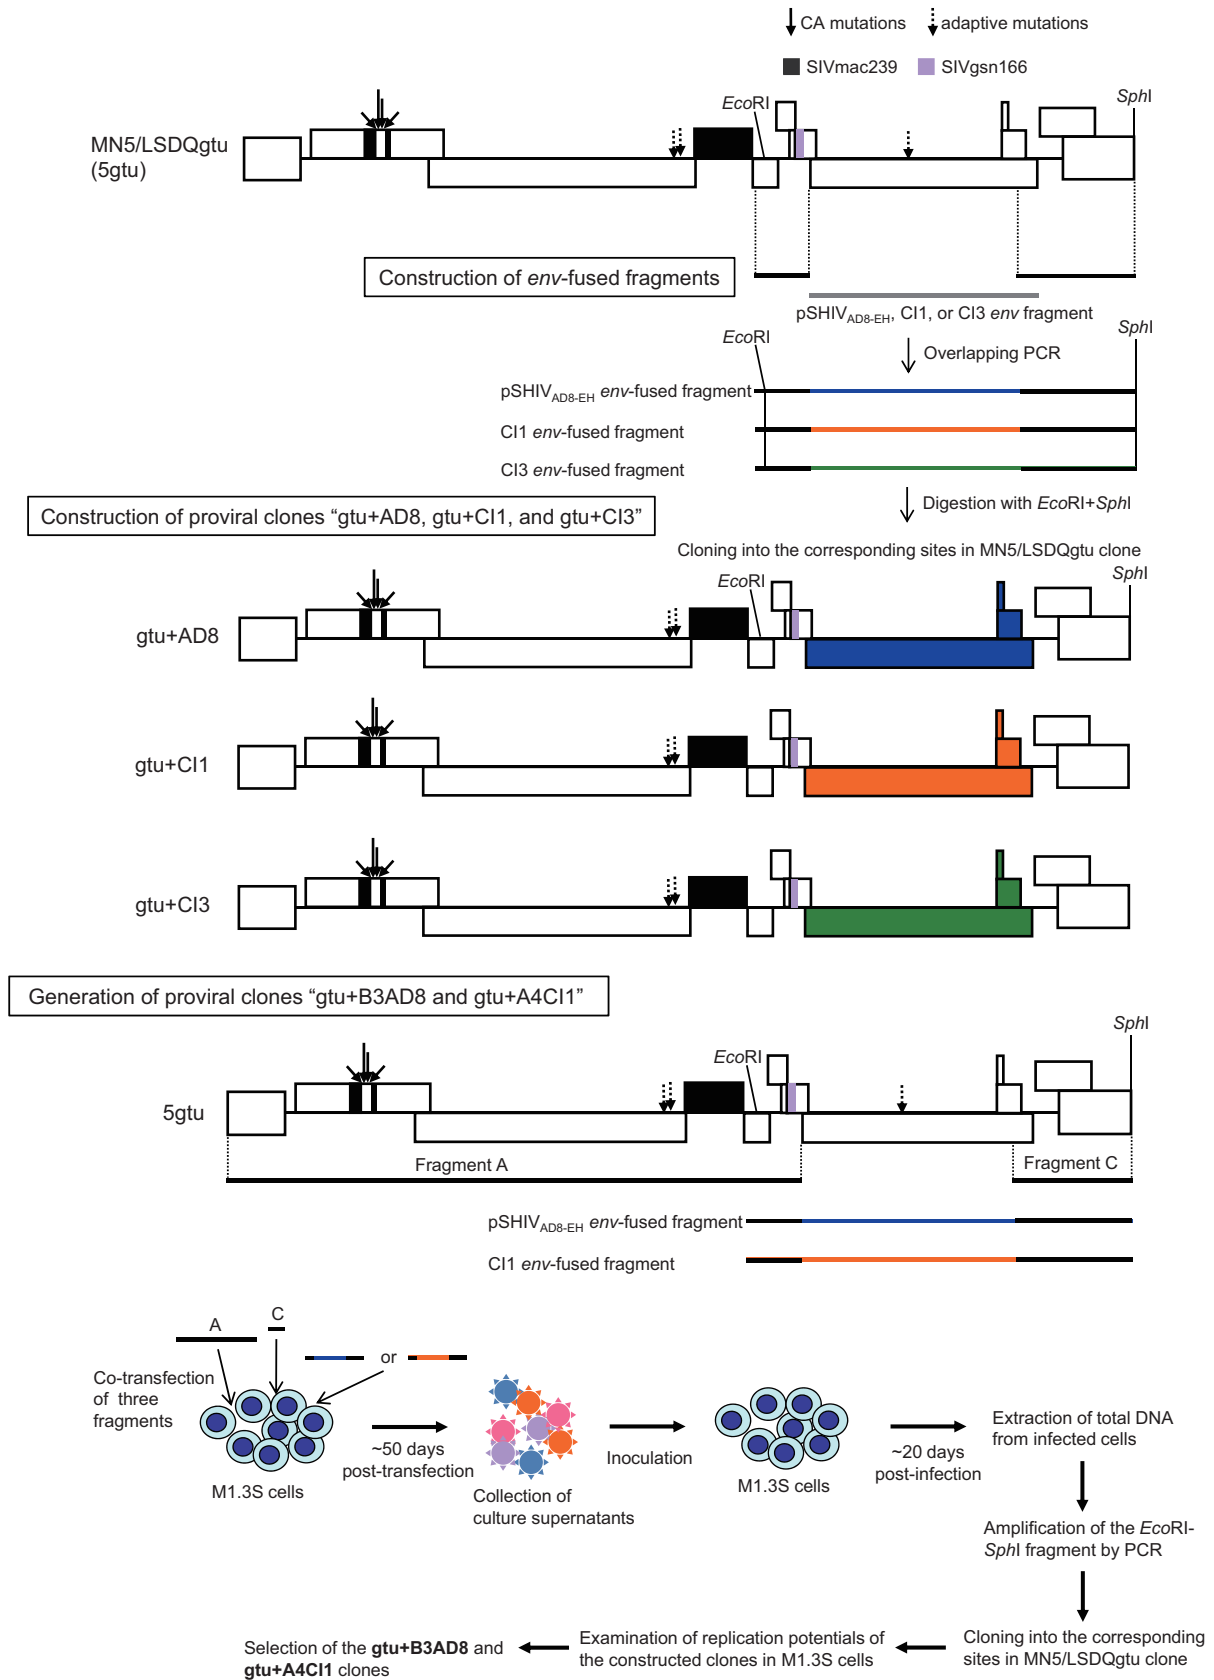 CA mutations
adaptive mutations
SIVmac239
SIVgsn166
EcoRI
SphI
MN5/LSDQgtu
(5gtu)
Construction of env-fused fragments
pSHIVAD8-EH, CI1, or CI3 env fragment
EcoRI
SphI
Overlapping PCR
pSHIVAD8-EH env-fused fragment
CI1 env-fused fragment
CI3 env-fused fragment
Digestion with EcoRI+SphI
Construction of proviral clones “gtu+AD8, gtu+CI1, and gtu+CI3”
Cloning into the corresponding sites in MN5/LSDQgtu clone
EcoRI
SphI
gtu+AD8
gtu+CI1
gtu+CI3
Generation of proviral clones “gtu+B3AD8 and gtu+A4CI1”
SphI
EcoRI
5gtu
Fragment A
Fragment C
pSHIVAD8-EH env-fused fragment
CI1 env-fused fragment
A
C
or
Co-transfection
of three
fragments
M1.3S cells
~50 days
post-transfection
Collection of
culture supernatants
Inoculation
M1.3S cells
~20 days
post-infection
Extraction of total DNA
from infected cells
Amplification of the EcoRI-
SphI fragment by PCR
Cloning into the corresponding
sites in MN5/LSDQgtu clone
Examination of replication potentials of
the constructed clones in M1.3S cells
Selection of the gtu+B3AD8 and
gtu+A4CI1 clones